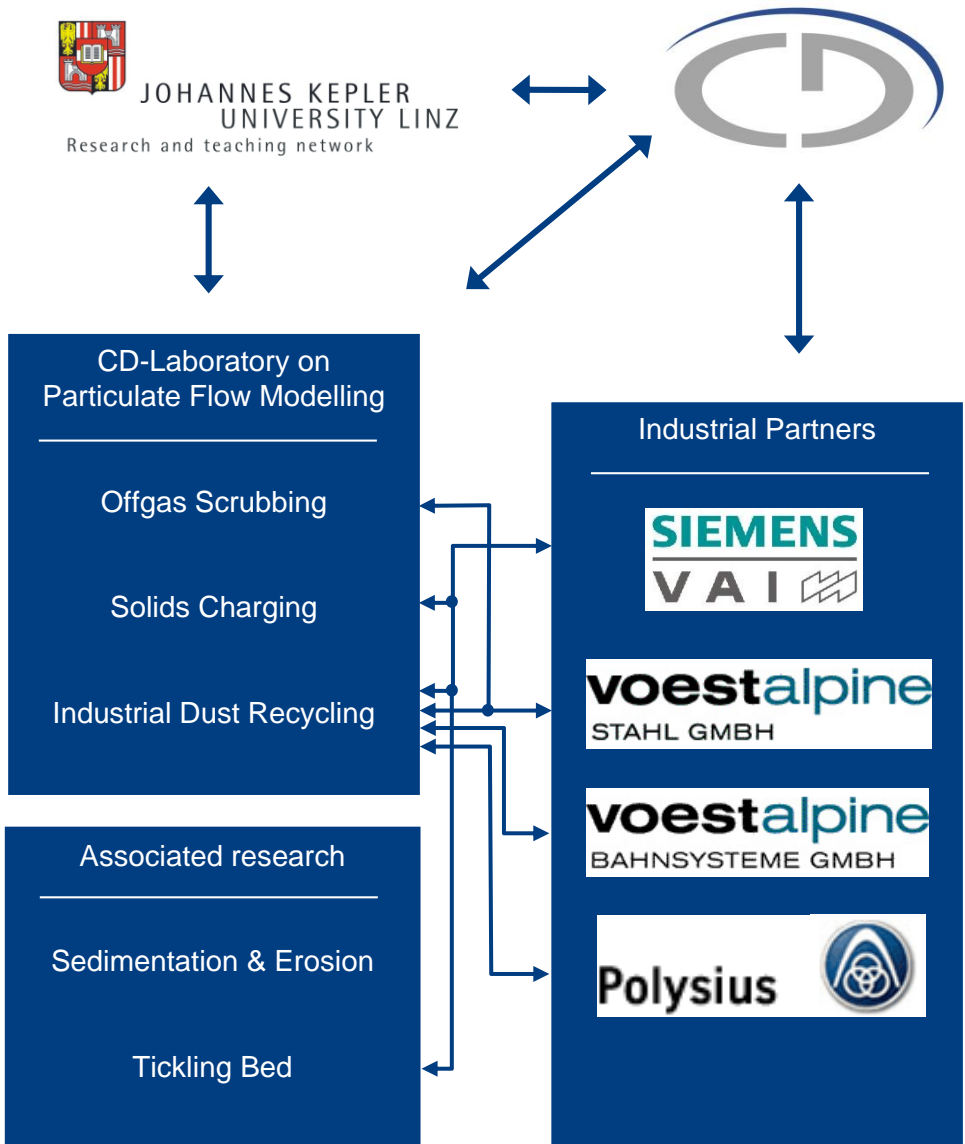 JOHANNES KEPLER
UNIVERSITY LINZ
Research and teaching network
CD-Laboratory on
Particulate Flow Modelling
Offgas Scrubbing
Solids Charging
Industrial Dust Recycling
Associated research
Sedimentation & Erosion
Tickling Bed
Industrial Partners
SIEMENS
VAI
voestalpine
STAHL GMBH
voestalpine
BAHNSYSTEME GMBH
Polysius